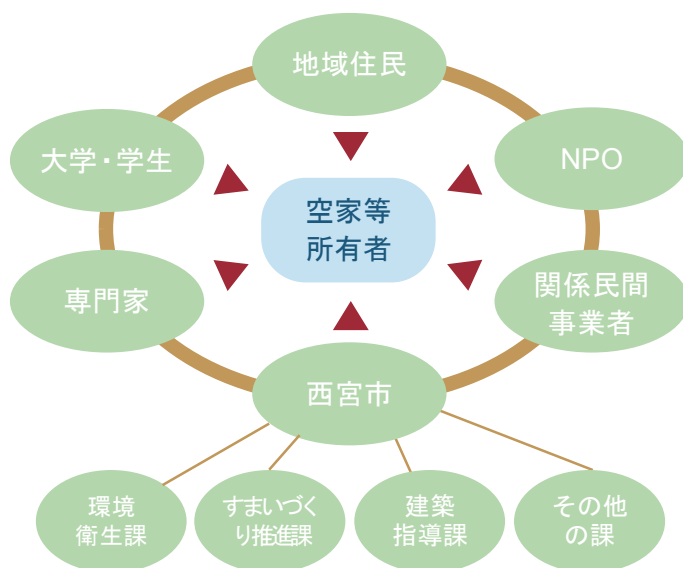 地域住民
大学・学生
NPO
空家等
所有者
専門家
関係民間
事業者
西宮市
環境
衛生課
すまいづく
り推進課
建築
指導課
その他
の課